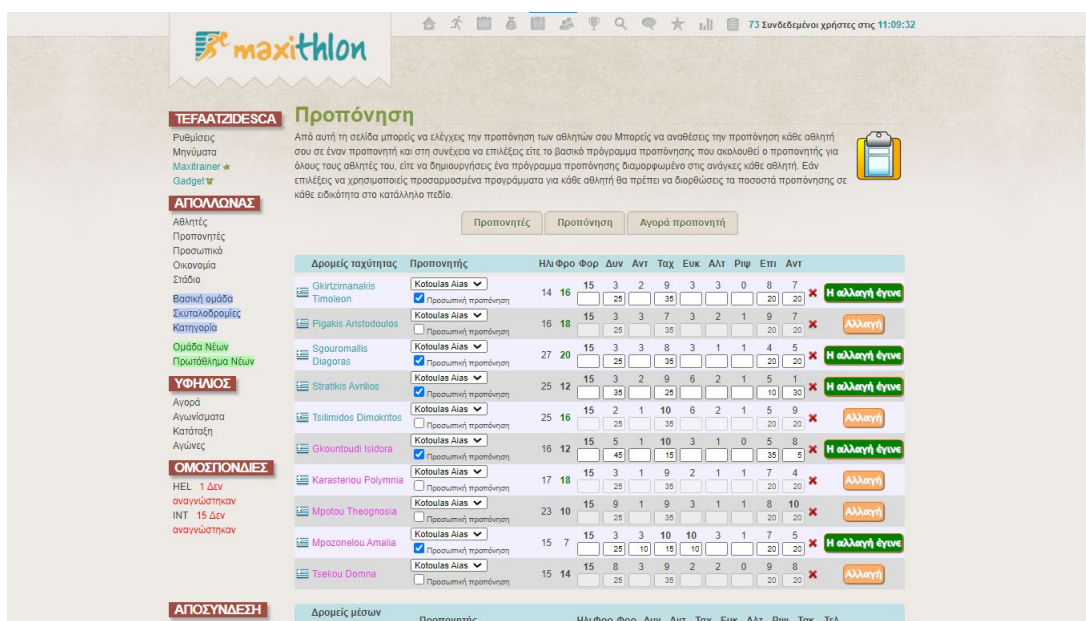 73 Συνδεδεμένοι χρήστες στις 11:09:32
maxithlon
TEFAATZIDESCA
Ρυθμίσεις
Μηνύματα
Maxitrainer
Gadget
ΑΠΟΛΛΩΝΑΣ
Αθλητές
Προπονητές
Προσωπικό
Οικονομία
Στάδιο
Βασική ομάδα
Σκυταλοδρομίες
Κατηγορία
Ομάδα Νέων
Πρωτάθλημα Νέων
ΥΦΗΛΙΟΣ
Αγορά
Αγωνίσματα
Κατάταξη
Αγώνες
ΟΜΟΣΠΟΝΔΙΕΣ
HEL 1 Δεν
αναγνώστηκαν
INT 15 Δεν
αναγνώστηκαν
ΑΠΟΣΥΝΔΕΣΗ
Προπόνηση
Από αυτή τη σελίδα μπορείς να ελέγχεις την προπόνηση των αθλητών σου Μπορείς να αναθέσεις την προπόνηση κάθε αθλητή
σου σε έναν προπονητή και στη συνέχεια να επιλέξεις είτε το βασικό πρόγραμμα προπόνησης που ακολουθεί ο προπονητής για
όλους τους αθλητές του, είτε να δημιουργήσεις ένα πρόγραμμα προπόνησης διαμορφωμένο στις ανάγκες κάθε αθλητή. Εάν
επιλέξεις να χρησιμοποιείς προσαρμοσμένα προγράμματα για κάθε αθλητή θα πρέπει να διορθώσεις τα ποσοστά προπόνησης σε
κάθε ειδικότητα στο κατάλληλο πεδίο.
Προπονητές Προπόνηση Αγορά προπονητή
Δρομείς ταχύτητας Προπονητής Ηλι Φρο Φορ Δυν Αντ Ταχ Ευκ Αλτ Ριψ Επι Αντ
Gkirtzimanakis Timoleon Kotoulas Aias 14 16 15 3 2 9 3 3 0 8 7 Η αλλαγή έγινε
Προσωπική προπόνηση 25 35 20 20
Pigakis Aristodoulos Kotoulas Aias 16 18 15 3 3 7 3 2 1 9 7 Αλλαγή
Προσωπική προπόνηση 25 35 20 20
Sgouromallis Diagoras Kotoulas Aias 27 20 15 3 3 8 3 1 1 4 5 Η αλλαγή έγινε
Προσωπική προπόνηση 25 35 20 20
Stratikis Avrilios Kotoulas Aias 25 12 15 3 2 9 6 2 1 5 1 Η αλλαγή έγινε
Προσωπική προπόνηση 35 25 10 30
Tsilimidos Dimokritos Kotoulas Aias 25 16 15 2 1 10 6 2 1 5 9 Αλλαγή
Προσωπική προπόνηση 25 35 20 20
Gkountoudi Isidora Kotoulas Aias 16 12 15 5 1 10 3 1 0 5 8 Η αλλαγή έγινε
Προσωπική προπόνηση 45 15 35 5
Karasteriou Polymnia Kotoulas Aias 17 18 15 3 1 9 2 1 1 7 4 Αλλαγή
Προσωπική προπόνηση 25 35 20 20
Mpotou Theognosia Kotoulas Aias 23 10 15 9 1 9 3 1 1 8 10 Αλλαγή
Προσωπική προπόνηση 25 35 20 20
Mpozonelou Amalia Kotoulas Aias 15 7 15 3 3 10 10 3 1 7 5 Η αλλαγή έγινε
Προσωπική προπόνηση 25 10 15 10 20 20
Tsekou Domna Kotoulas Aias 15 14 15 8 3 9 2 2 0 9 8 Αλλαγή
Προσωπική προπόνηση 25 35 20 20
Δρομείς μέσων
Προπονητής Ηλι Φρο Φορ Δυν Αντ Ταχ Ευκ Αλτ Ριψ Τακ Τελ